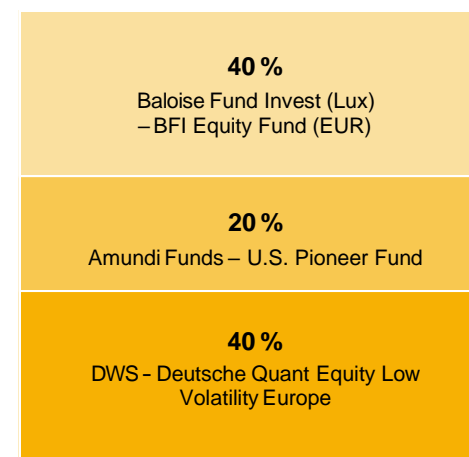 40 %
Baloise Fund Invest (Lux)
– BFI Equity Fund (EUR)
20 %
Amundi Funds – U.S. Pioneer Fund
40 %
DWS - Deutsche Quant Equity Low
Volatility Europe